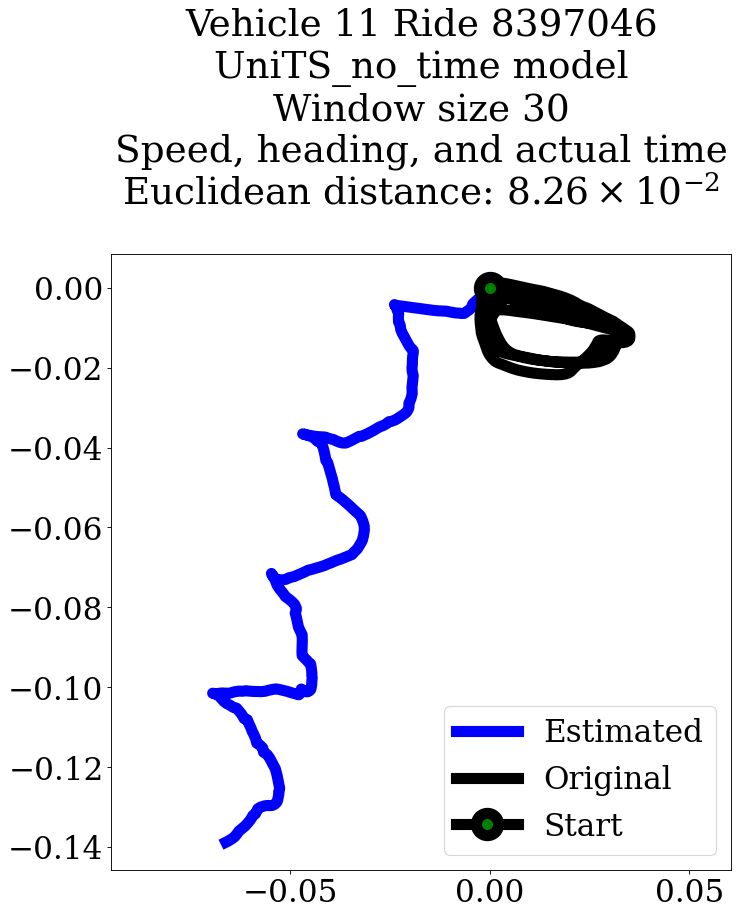 Vehicle 11 Ride 8397046
UniTS_no_time model
Window size 30
Speed, heading, and actual time
Euclidean distance: 8.26 × 10⁻²
0.00
−0.02
−0.04
−0.06
−0.08
−0.10
−0.12
−0.14
Estimated
Original
Start
−0.05
0.00
0.05